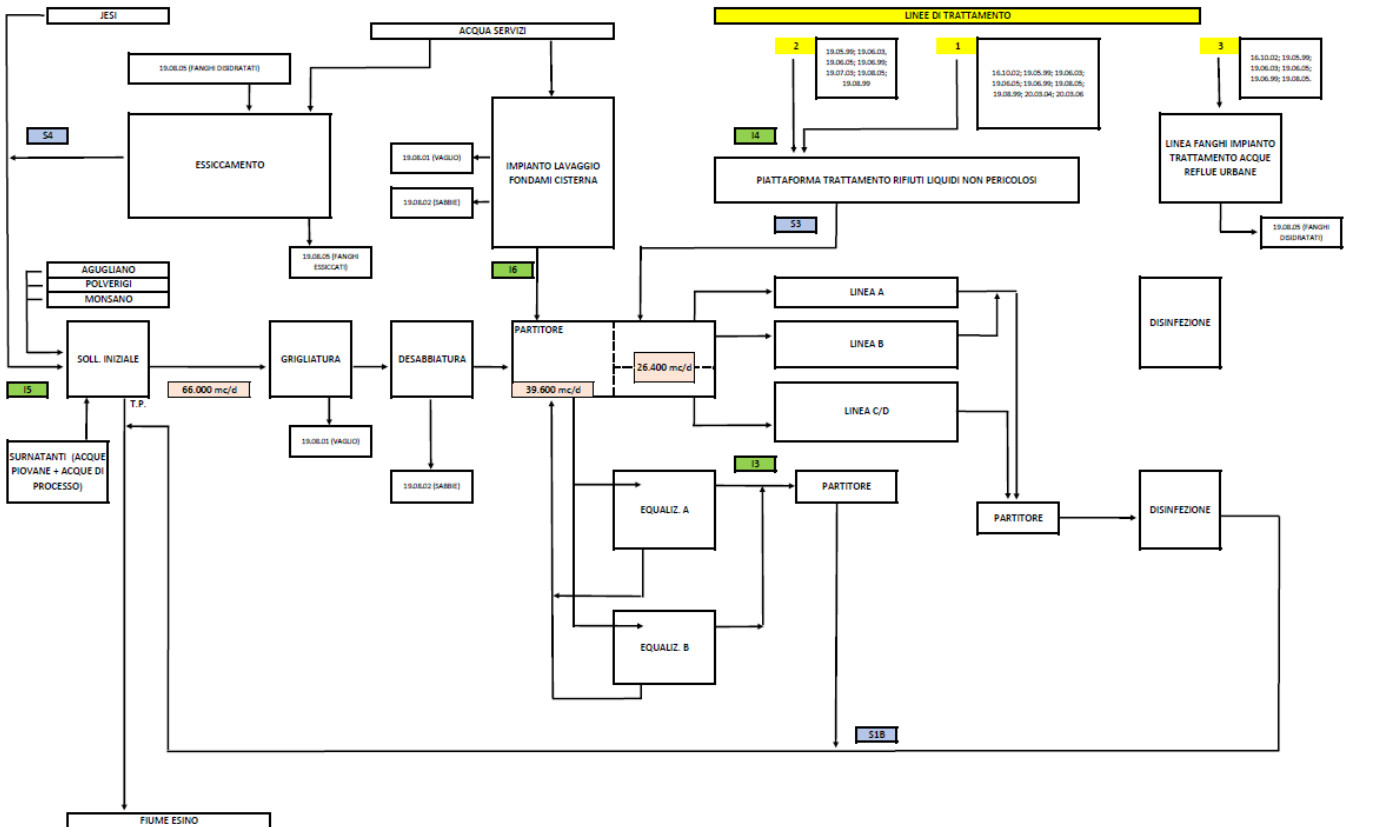 JESI
LINEE DI TRATTAMENTO
ACQUA SERVIZI
2
19.05.99; 19.06.03,
19.06.05; 19.06.99;
19.07.03; 19.08.05;
19.08.99
1
16.10.02; 19.05.99; 19.06.03;
19.06.05; 19.06.99; 19.08.05;
19.08.99; 20.03.04; 20.03.06
3
16.10.02; 19.05.99;
19.06.03; 19.06.05;
19.06.99; 19.08.05.
19.08.05 (FANGHI DISIDRATATI)
S4
ESSICCAMENTO
19.08.01 (VAGLIO)
19.08.02 (SABBIE)
IMPIANTO LAVAGGIO
FONDAMI CISTERNA
I4
PIATTAFORMA TRATTAMENTO RIFIUTI LIQUIDI NON PERICOLOSI
LINEA FANGHI IMPIANTO
TRATTAMENTO ACQUE
REFLUE URBANE
S3
19.08.05 (FANGHI
DISIDRATATI)
19.08.05 (FANGHI
ESSICCATI)
I6
AGUGLIANO
POLVERIGI
MONSANO
LINEA A
LINEA B
LINEA C/D
DISINFEZIONE
SOLL. INIZIALE
GRIGLIATURA
DESABBIATURA
PARTITORE
26.400 mc/d
39.600 mc/d
I5
66.000 mc/d
T.P.
SURNATANTI (ACQUE
PIOVANE + ACQUE DI
PROCESSO)
19.08.01 (VAGLIO)
19.08.02 (SABBIE)
I3
EQUALIZ. A
PARTITORE
PARTITORE
DISINFEZIONE
EQUALIZ. B
S1B
FIUME ESINO